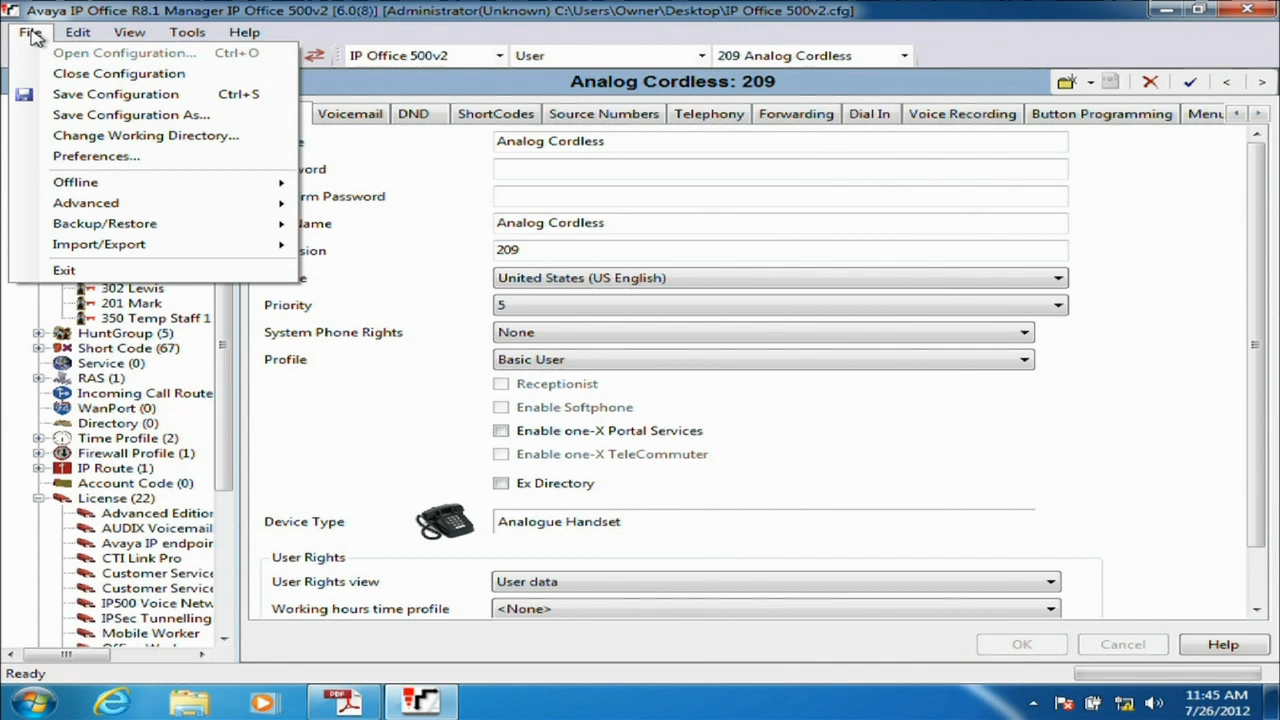 Avaya IP Office R8.1 Manager IP Office 500v2 [6.0(8)] [Administrator(Unknown) C:\Users\Owner\Desktop\IP Office 500v2.cfg]
File Edit View Tools Help
IP Office 500v2 User 209 Analog Cordless
Open Configuration... Ctrl+O
Close Configuration
Save Configuration Ctrl+S
Save Configuration As...
Change Working Directory...
Preferences...
Offline
Advanced
Backup/Restore
Import/Export
Exit
302 Lewis
201 Mark
350 Temp Staff 1
HuntGroup (5)
Short Code (67)
Service (0)
RAS (1)
Incoming Call Route
WanPort (0)
Directory (0)
Time Profile (2)
Firewall Profile (1)
IP Route (1)
Account Code (0)
License (22)
Advanced Edition
AUDIX Voicemail
Avaya IP endpoin
CTI Link Pro
Customer Service
Customer Service
IP500 Voice Netw
IPSec Tunnelling
Mobile Worker
Analog Cordless: 209
Voicemail DND ShortCodes Source Numbers Telephony Forwarding Dial In Voice Recording Button Programming Menu
Analog Cordless
word
rm Password
Name Analog Cordless
sion 209
United States (US English)
Priority 5
System Phone Rights None
Profile Basic User
Receptionist
Enable Softphone
Enable one-X Portal Services
Enable one-X TeleCommuter
Ex Directory
Device Type Analogue Handset
User Rights
User Rights view User data
Working hours time profile <None>
OK Cancel Help
Ready
PDF
11:45 AM
7/26/2012